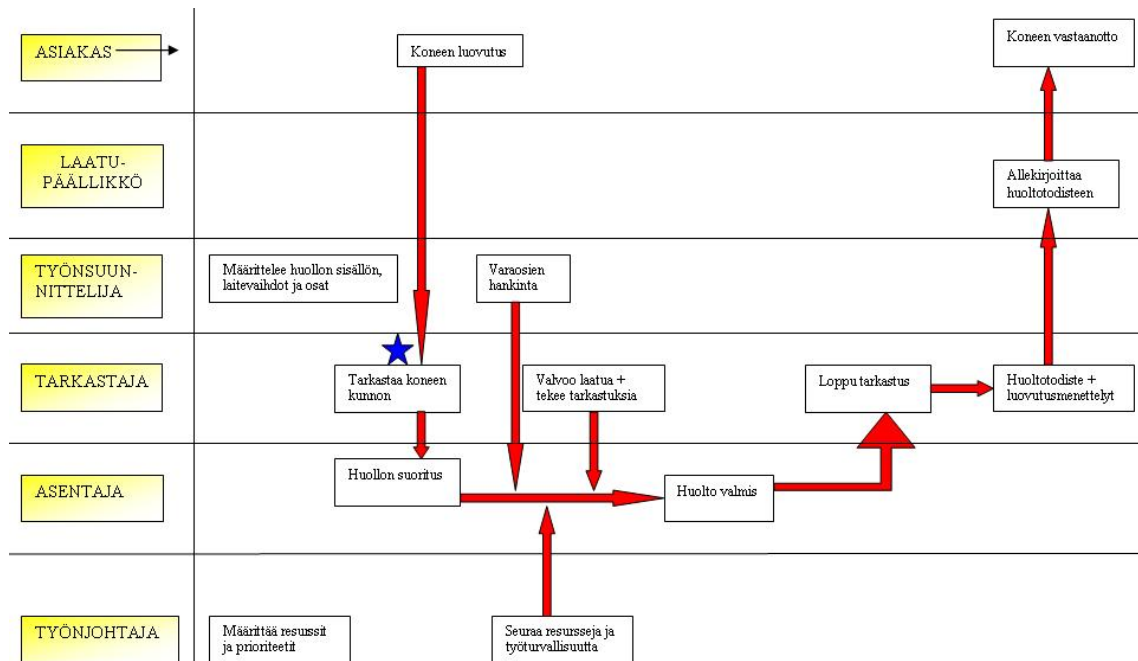 ASIAKAS
Koneen luovutus
Koneen vastaanotto
LAATU-
PÄÄLLIKKÖ
Allekirjoittaa
huoltotodisteen
TYÖNSUUN-
NITTELIJA
Määrittelee huollon sisällön,
laitevaihdot ja osat
Varaosien
hankinta
TARKASTAJA
Tarkastaa koneen
kunnon
Valvoo laatua +
tekee tarkastuksia
Loppu tarkastus
Huoltotodiste +
luovutusmenettelyt
ASENTAJA
Huollon suoritus
Huolto valmis
TYÖNJOHTAJA
Määrittää resurssit
ja prioriteetit
Seuraa resursseja ja
työturvallisuutta